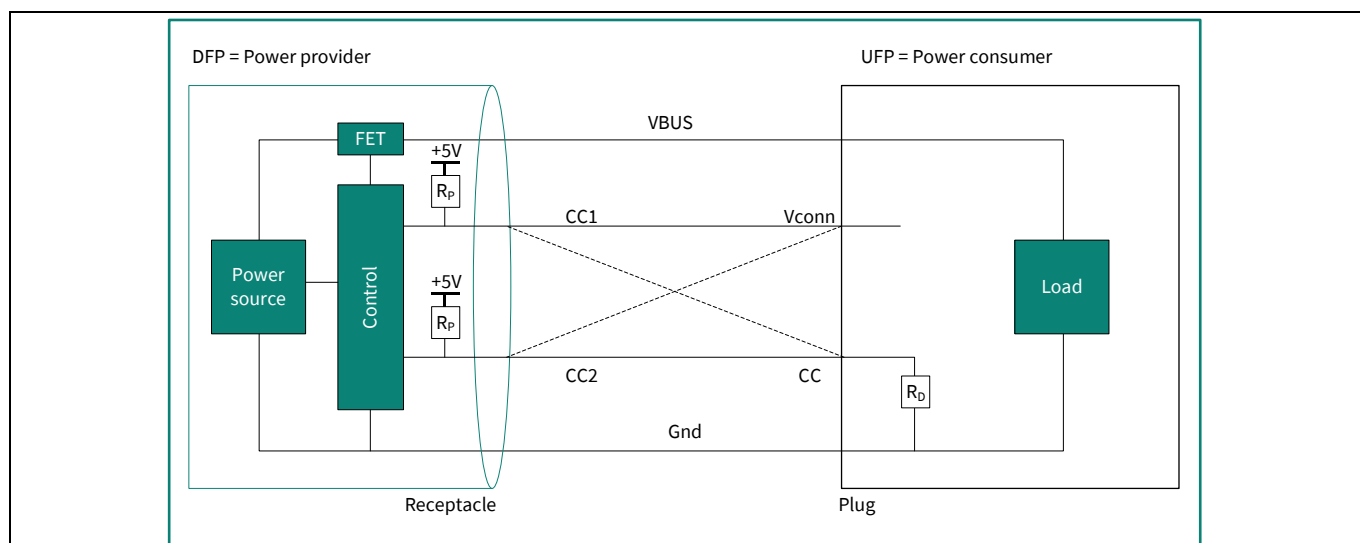 DFP = Power provider
UFP = Power consumer
VBUS
FET
+5V
RP
CC1
Vconn
Power
source
Control
Load
+5V
RP
CC2
CC
RD
Gnd
Receptacle
Plug